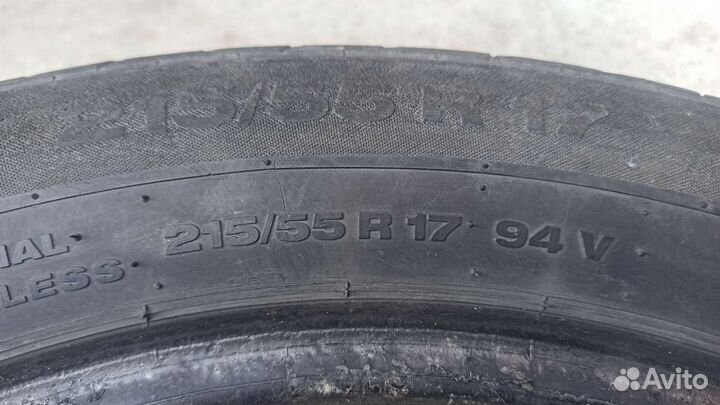 215/55 R 17
IAL
215/55 R 17 94 V
LESS
Avito